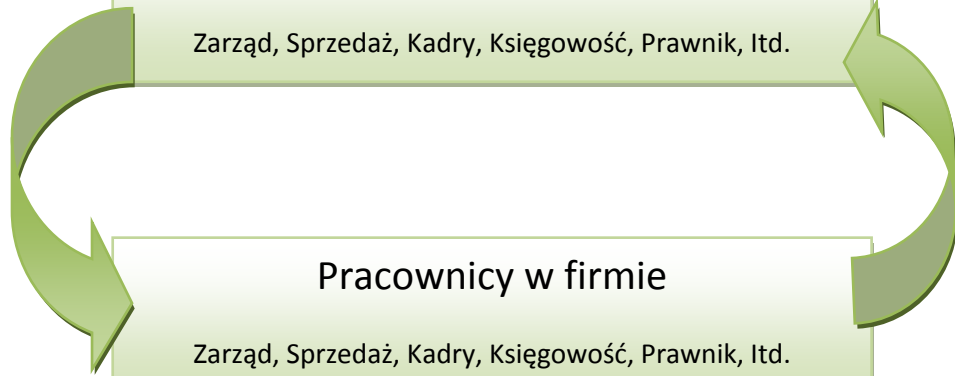 Zarząd, Sprzedaż, Kadry, Księgowość, Prawnik, Itd.
Pracownicy w firmie
Zarząd, Sprzedaż, Kadry, Księgowość, Prawnik, Itd.